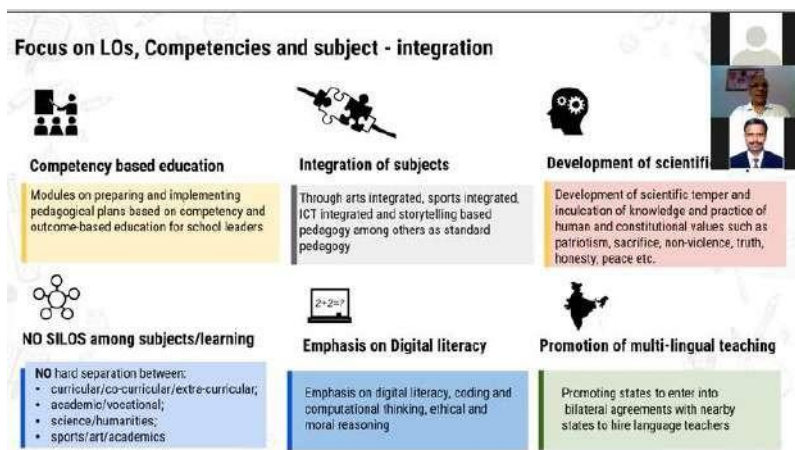 Focus on LOs, Competencies and subject - integration
Competency based education
Modules on preparing and implementing
pedagogical plans based on competency and
outcome-based education for school leaders
Integration of subjects
Through arts integrated, sports integrated,
ICT integrated and storytelling based
pedagogy among others as standard
pedagogy
Development of scientific
Development of scientific temper and
inculcation of knowledge and practice of
human and constitutional values such as
patriotism, sacrifice, non-violence, truth,
honesty, peace etc.
2+2=?
NO SILOS among subjects/learning
NO hard separation between:
• curricular/co-curricular/extra-curricular;
• academic/vocational;
• science/humanities;
• sports/art/academics
Emphasis on Digital literacy
Emphasis on digital literacy, coding and
computational thinking, ethical and
moral reasoning
Promotion of multi-lingual teaching
Promoting states to enter into
bilateral agreements with nearby
states to hire language teachers